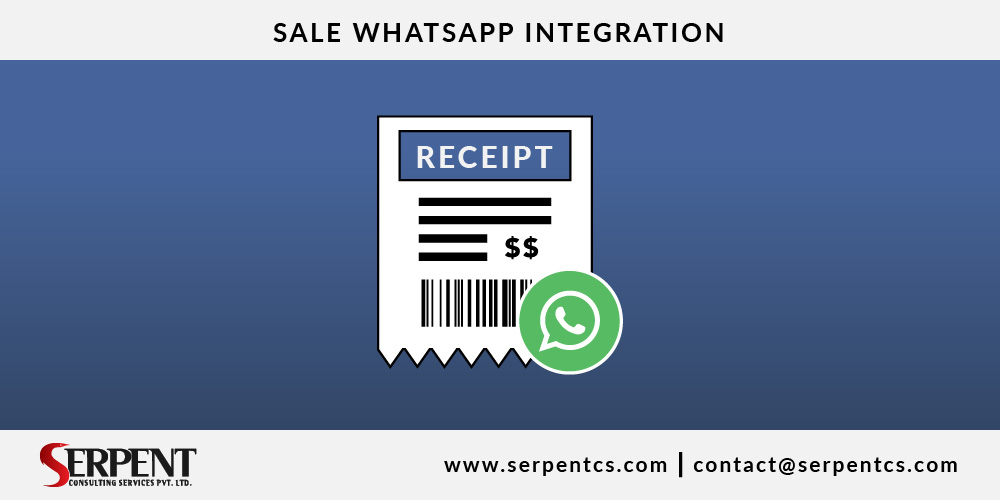 SALE WHATSAPP INTEGRATION
RECEIPT
$$
SERPENT
CONSULTING SERVICES PVT. LTD.
www.serpentcs.com | contact@serpentcs.com